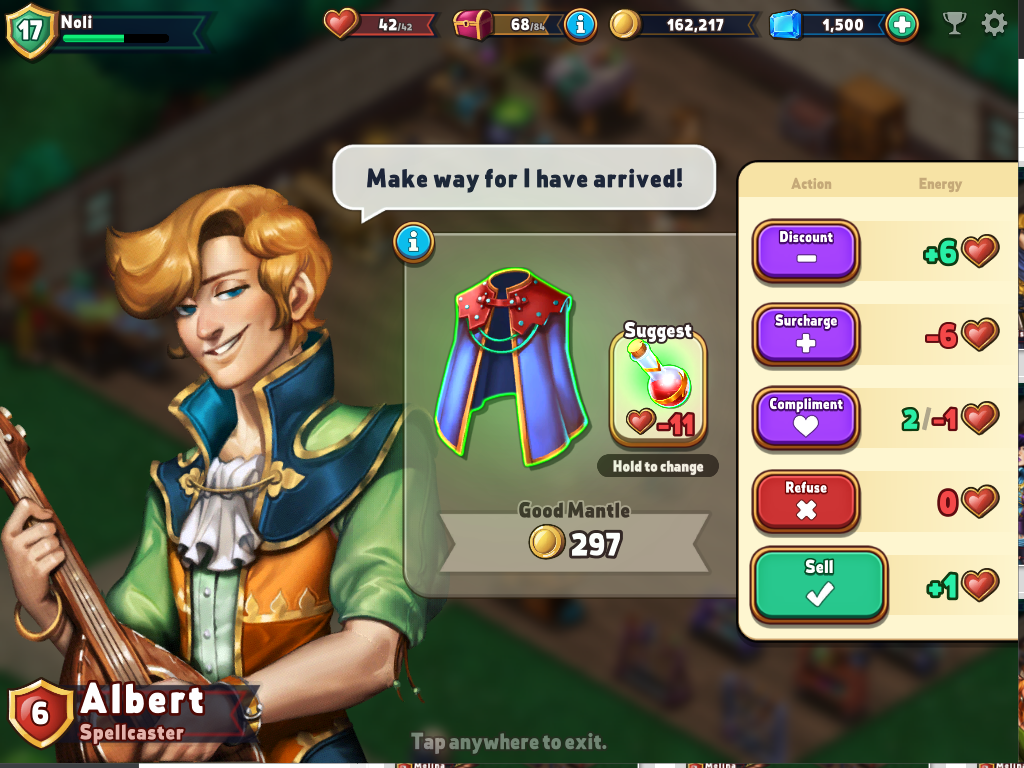 17
Noli
42/42
68/84
162,217
1,500
Make way for I have arrived!
Action
Energy
Discount
+6
Surcharge
-6
Compliment
2/-1
Refuse
0
Sell
+1
Suggest
-11
Hold to change
Good Mantle
297
6
Albert
Spellcaster
Tap anywhere to exit.